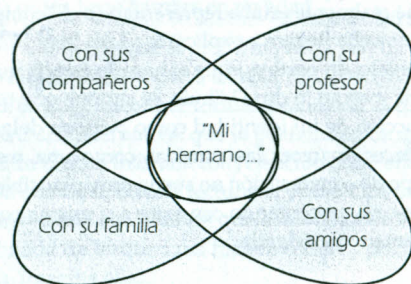 Con sus
compañeros
Con su
profesor
"Mi
hermano..."
Con su familia
Con sus
amigos